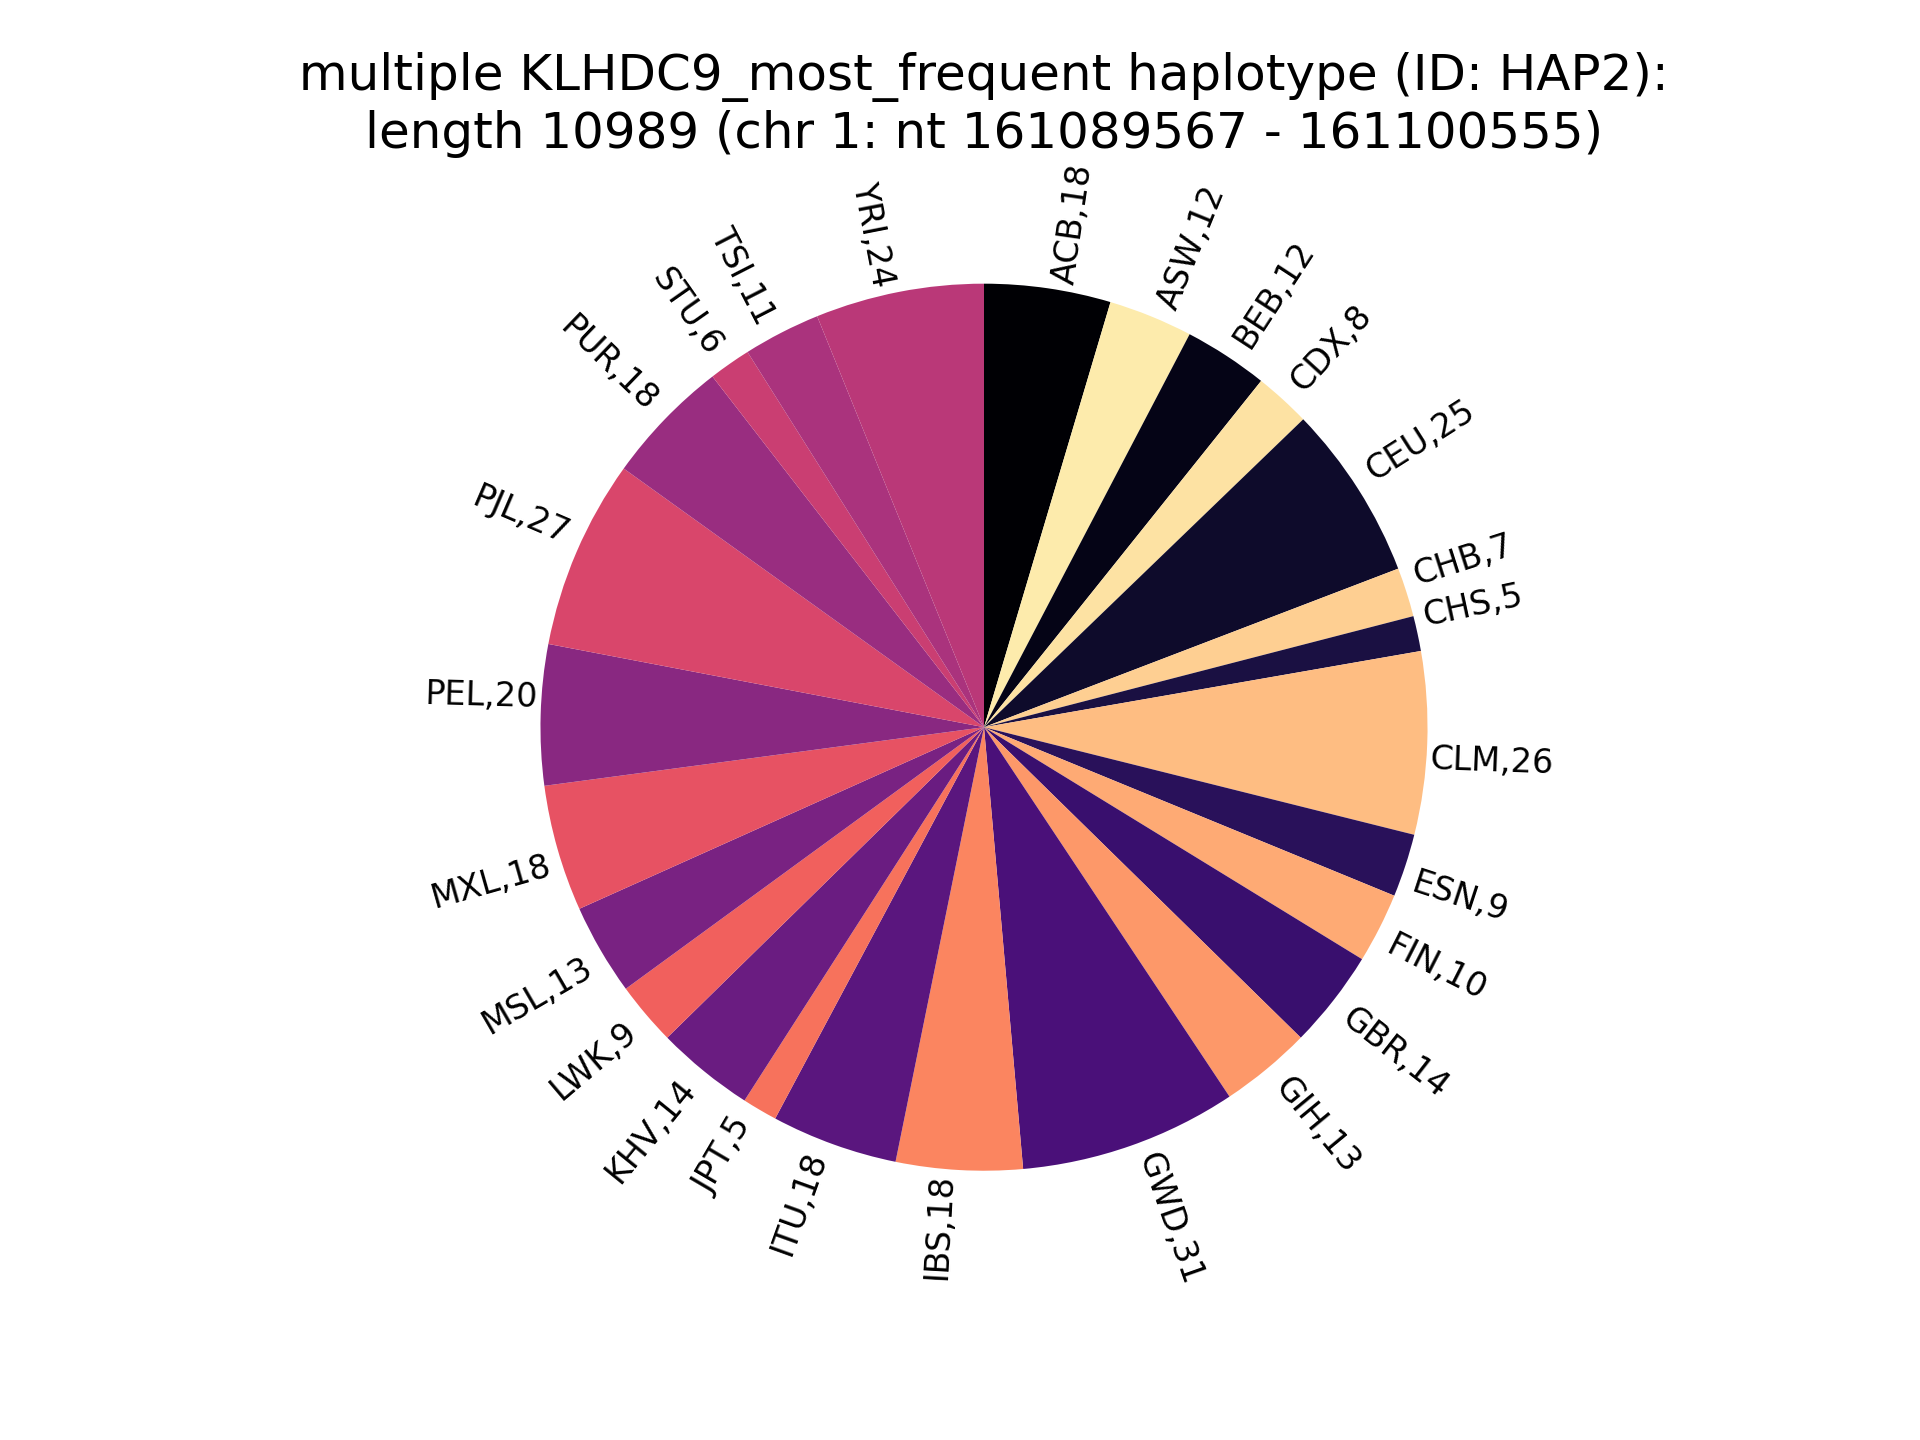 multiple KLHDC9_most_frequent haplotype (ID: HAP2):
length 10989 (chr 1: nt 161089567 - 161100555)
ACB,18
ASW,12
BEB,12
CDX,8
CEU,25
CHB,7
CHS,5
CLM,26
ESN,9
FIN,10
GBR,14
GIH,13
GWD,31
IBS,18
ITU,18
JPT,5
KHV,14
LWK,9
MSL,13
MXL,18
PEL,20
PJL,27
PUR,18
STU,6
TSI,11
YRI,24